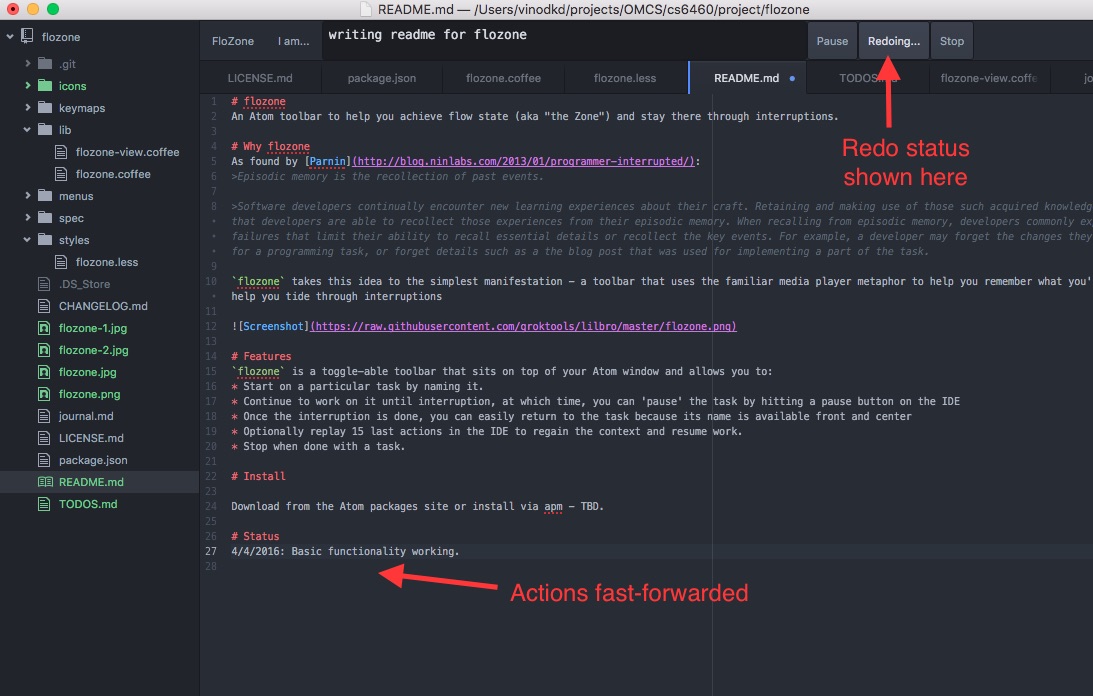 README.md — /Users/vinodkd/projects/OMCS/cs6460/project/flozone
flozone
.git
icons
keymaps
lib
flozone-view.coffee
flozone.coffee
menus
spec
styles
flozone.less
.DS_Store
CHANGELOG.md
flozone-1.jpg
flozone-2.jpg
flozone.jpg
flozone.png
journal.md
LICENSE.md
package.json
README.md
TODOS.md
FloZone I am... writing readme for flozone Pause Redoing... Stop
LICENSE.md package.json flozone.coffee flozone.less README.md flozone-view.coffe jo
Redo status
shown here
1 # flozone
2 An Atom toolbar to help you achieve flow state (aka "the Zone") and stay there through interruptions.
3
4 # Why flozone
5 As found by [Parnin](http://blog.ninlabs.com/2013/01/programmer-interrupted/):
6 >Episodic memory is the recollection of past events.
7
8 >Software developers continually encounter new learning experiences about their craft. Retaining and making use of those such acquired knowledg
• that developers are able to recollect those experiences from their episodic memory. When recalling from episodic memory, developers commonly ex
• failures that limit their ability to recall essential details or recollect the key events. For example, a developer may forget the changes they
• for a programming task, or forget details such as a the blog post that was used for implementing a part of the task.
9
10 `flozone` takes this idea to the simplest manifestation – a toolbar that uses the familiar media player metaphor to help you remember what you'
• help you tide through interruptions
11
12 ![Screenshot](https://raw.githubusercontent.com/groktools/lilbro/master/flozone.png)
13
14 # Features
15 `flozone` is a toggle-able toolbar that sits on top of your Atom window and allows you to:
16 * Start on a particular task by naming it.
17 * Continue to work on it until interruption, at which time, you can 'pause' the task by hitting a pause button on the IDE
18 * Once the interruption is done, you can easily return to the task because its name is available front and center
19 * Optionally replay 15 last actions in the IDE to regain the context and resume work.
20 * Stop when done with a task.
21
22 # Install
23
24 Download from the Atom packages site or install via apm – TBD.
25
26 # Status
27 4/4/2016: Basic functionality working.
28
Actions fast-forwarded